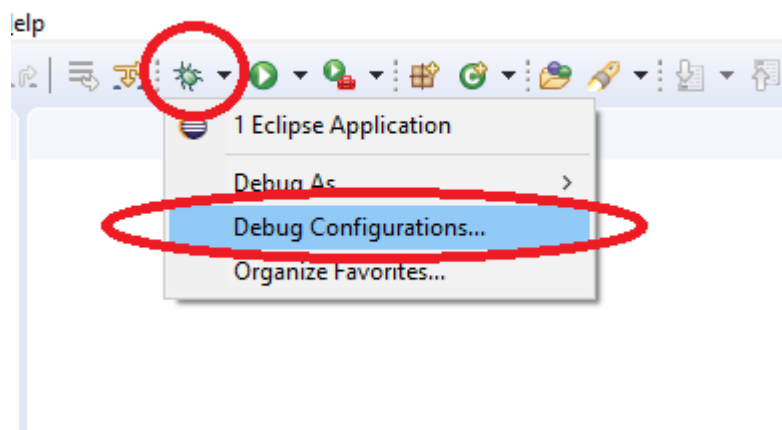 elp
1 Eclipse Application
Debug As
Debug Configurations...
Organize Favorites...